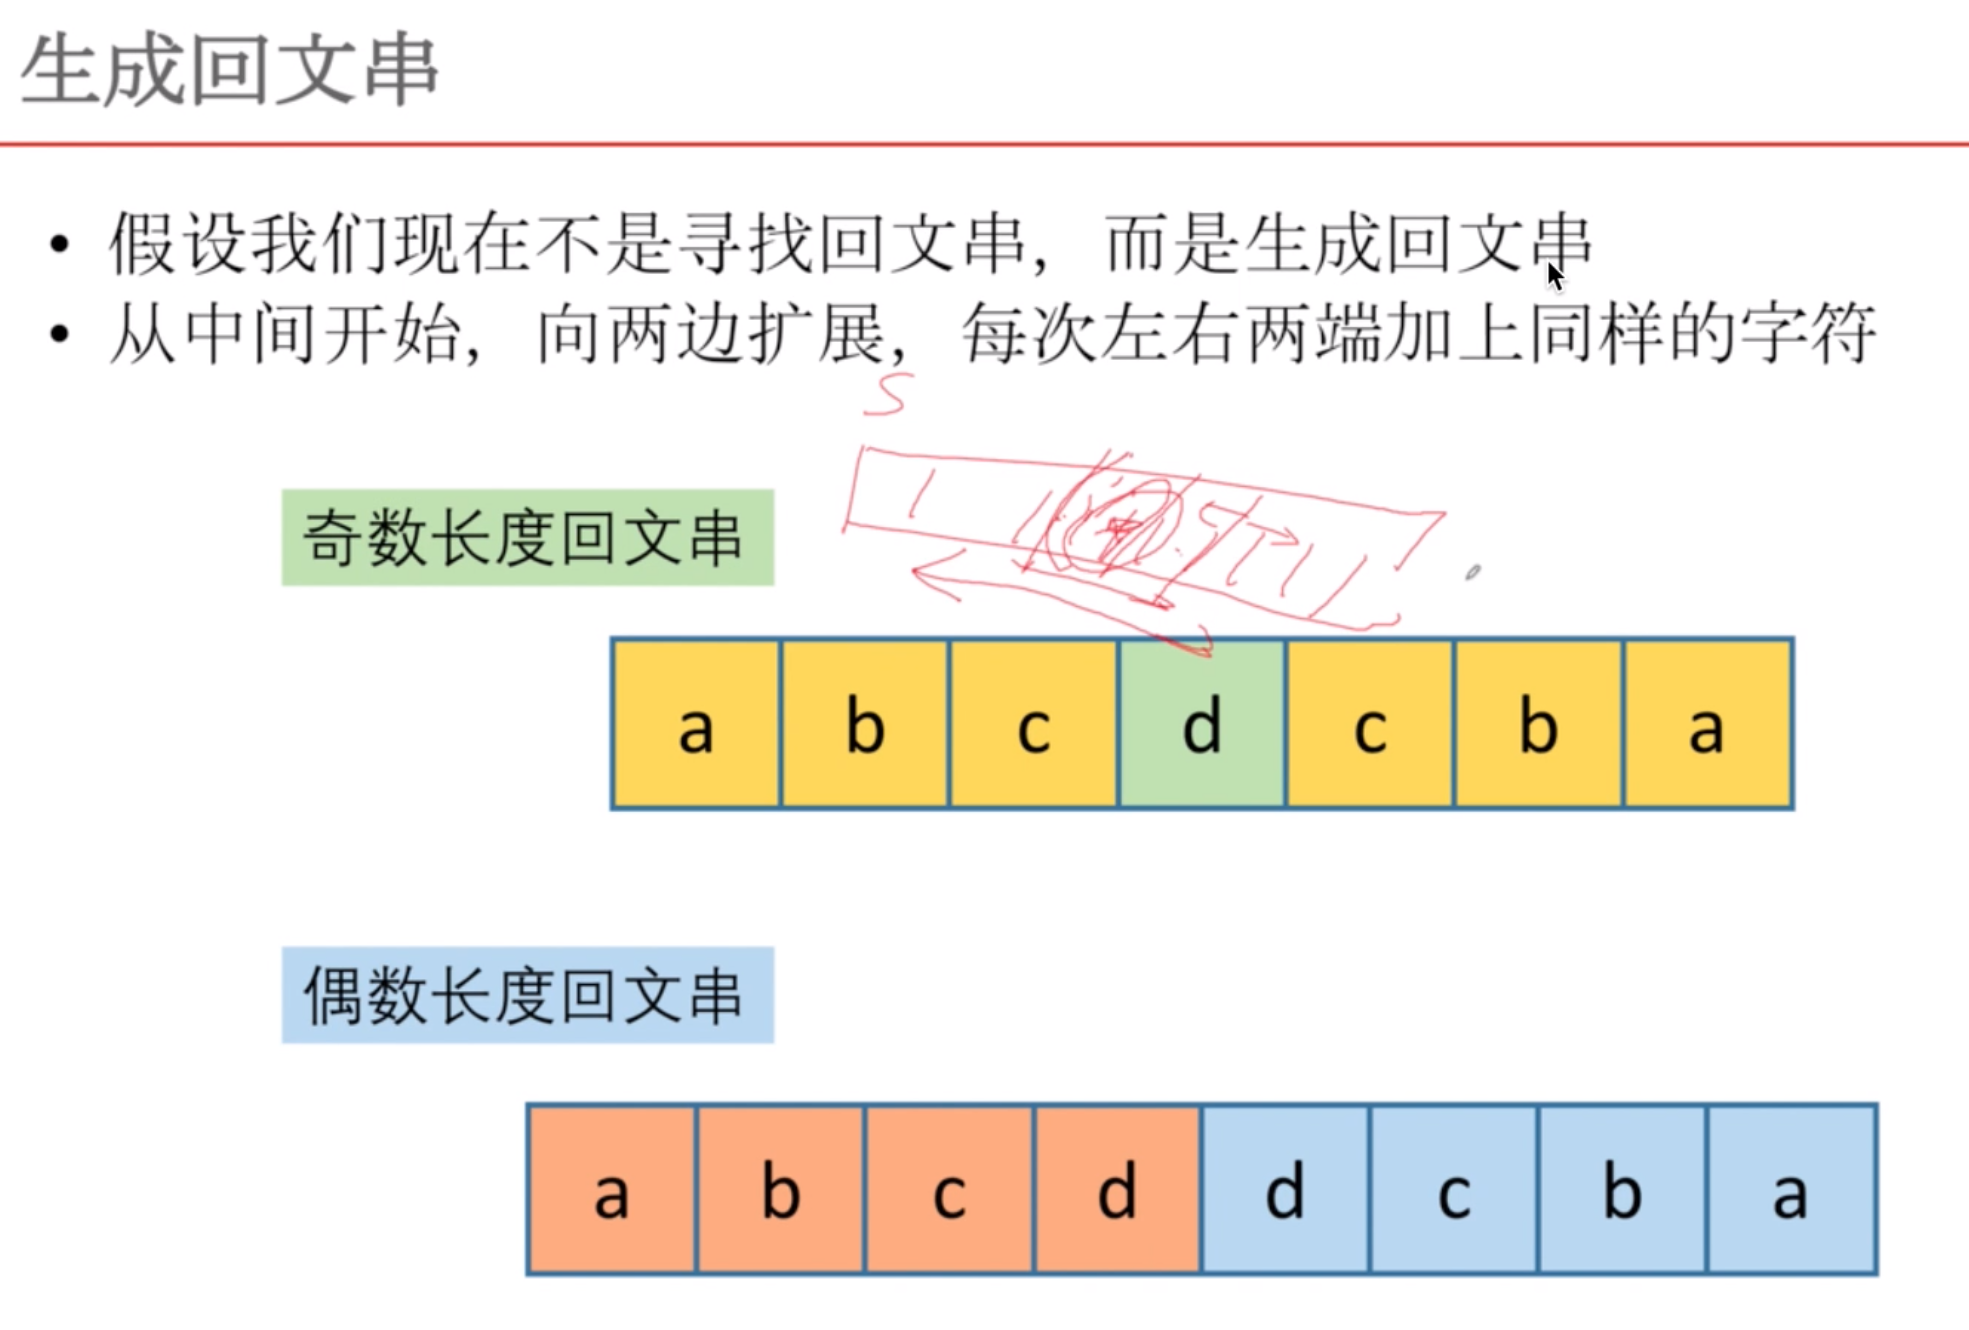 生成回文串
• 假设我们现在不是寻找回文串，而是生成回文串
• 从中间开始，向两边扩展，每次左右两端加上同样的字符
S
奇数长度回文串
a b c d c b a
偶数长度回文串
a b c d d c b a